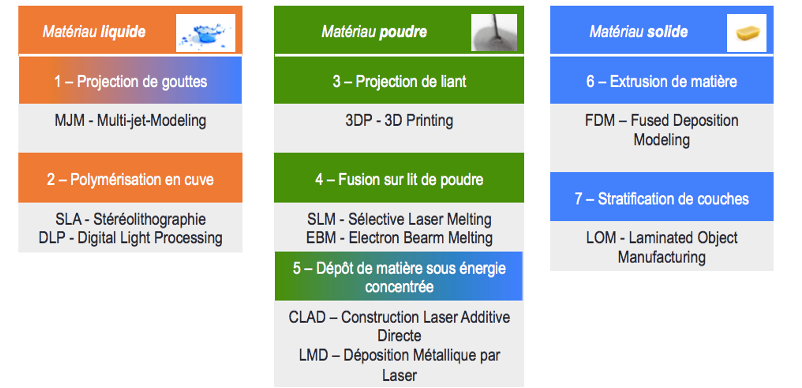 Matériau liquide
1 – Projection de gouttes
MJM - Multi-jet-Modeling
2 – Polymérisation en cuve
SLA - Stéréolithographie
DLP - Digital Light Processing
Matériau poudre
3 – Projection de liant
3DP - 3D Printing
4 – Fusion sur lit de poudre
SLM - Sélective Laser Melting
EBM - Electron Bearm Melting
5 – Dépôt de matière sous énergie
concentrée
CLAD – Construction Laser Additive
Directe
LMD – Déposition Métallique par
Laser
Matériau solide
6 – Extrusion de matière
FDM – Fused Deposition
Modeling
7 – Stratification de couches
LOM - Laminated Object
Manufacturing